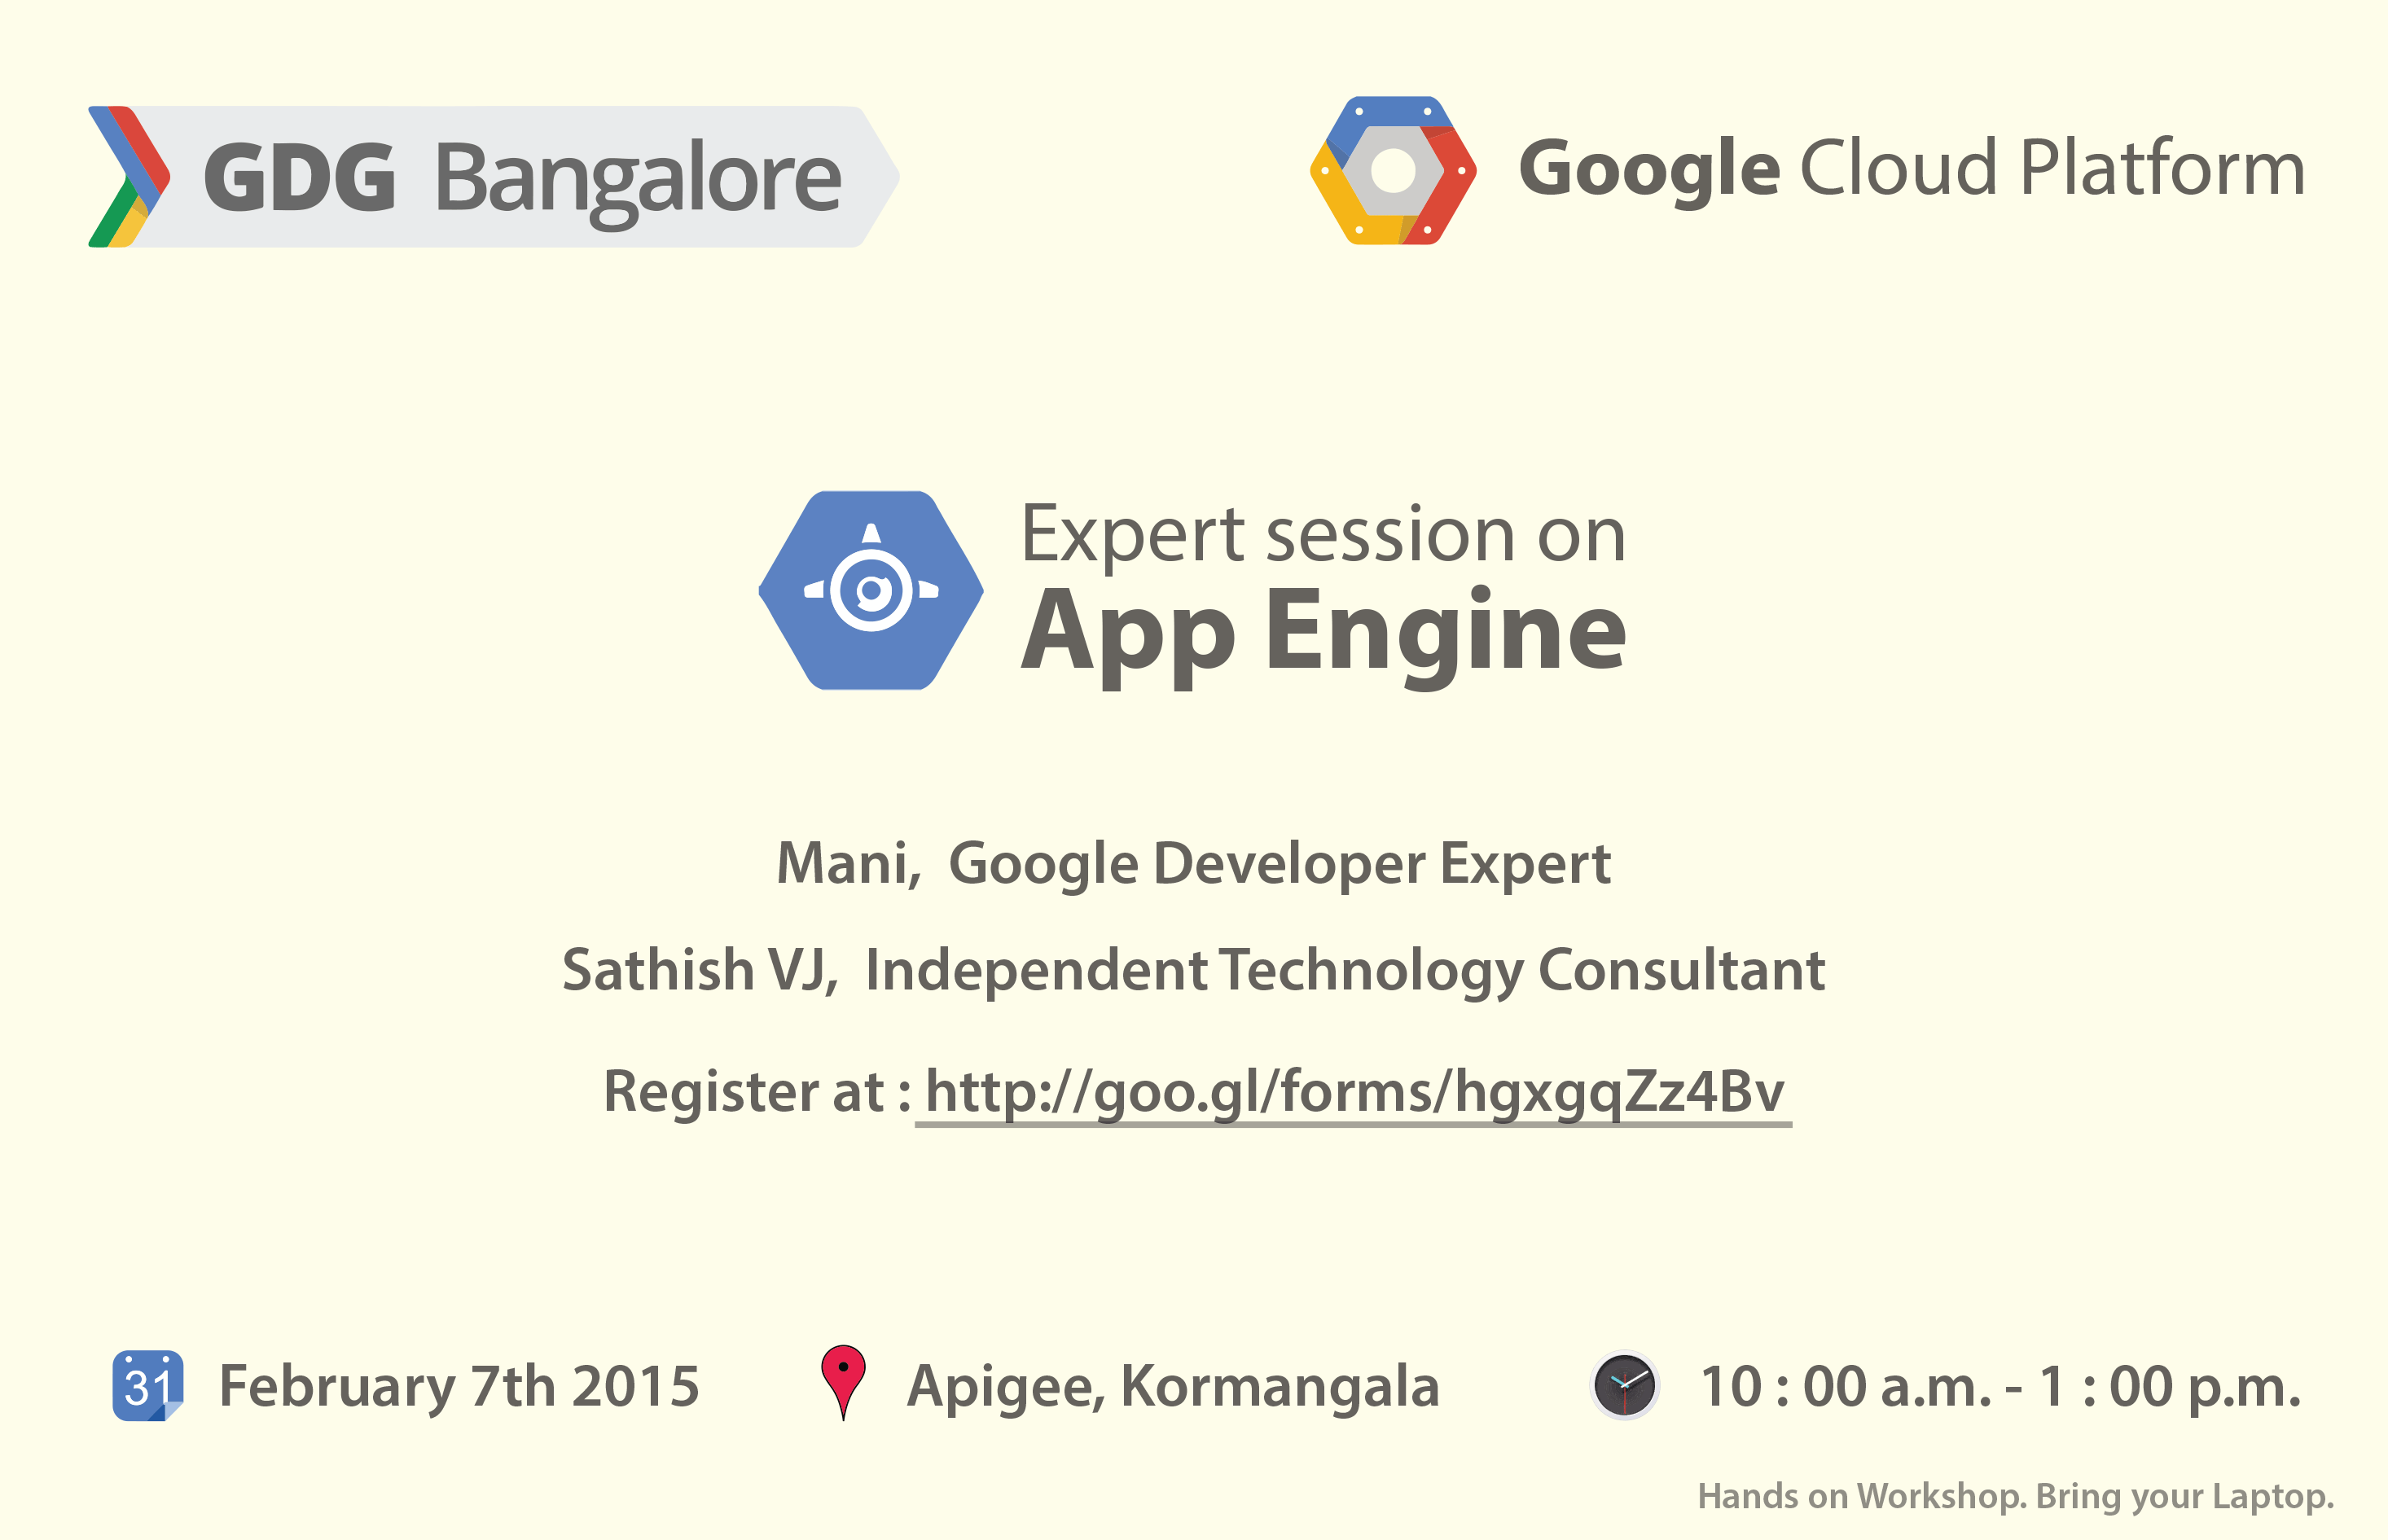 GDG Bangalore
Google Cloud Platform
Expert session on
App Engine
Mani, Google Developer Expert
Sathish VJ, Independent Technology Consultant
Register at : http://goo.gl/forms/hgxgqZz4Bv
31 February 7th 2015
Apigee, Kormangala
10 : 00 a.m. - 1 : 00 p.m.
Hands on Workshop. Bring your Laptop.